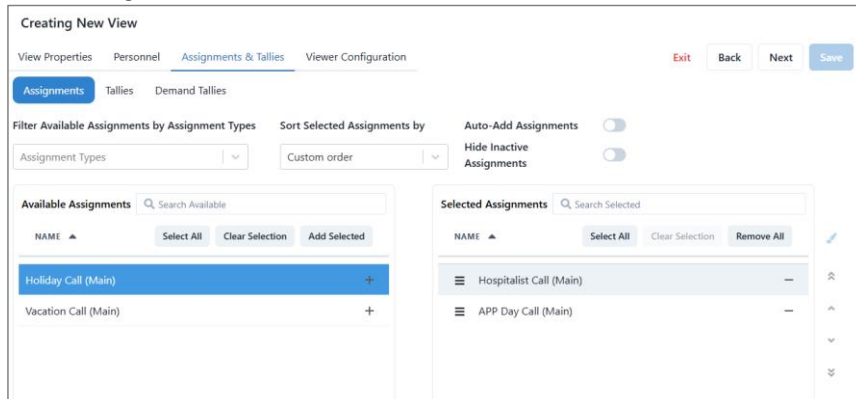 Creating New View
View Properties Personnel Assignments & Tallies Viewer Configuration Exit Back Next Save
Assignments Tallies Demand Tallies
Filter Available Assignments by Assignment Types Sort Selected Assignments by Auto-Add Assignments
Assignment Types Custom order Hide Inactive
Assignments
Available Assignments Search Available Selected Assignments Search Selected
NAME Select All Clear Selection Add Selected NAME Select All Clear Selection Remove All
Holiday Call (Main) + Hospitalist Call (Main) −
Vacation Call (Main) + APP Day Call (Main) −